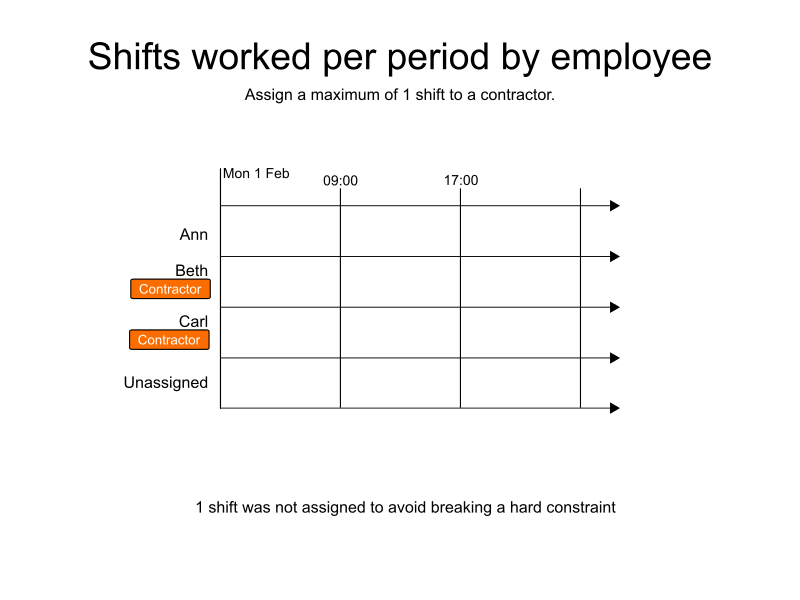 Shifts worked per period by employee
Assign a maximum of 1 shift to a contractor.
Mon 1 Feb
09:00
17:00
Ann
Beth
Contractor
Carl
Contractor
Unassigned
1 shift was not assigned to avoid breaking a hard constraint